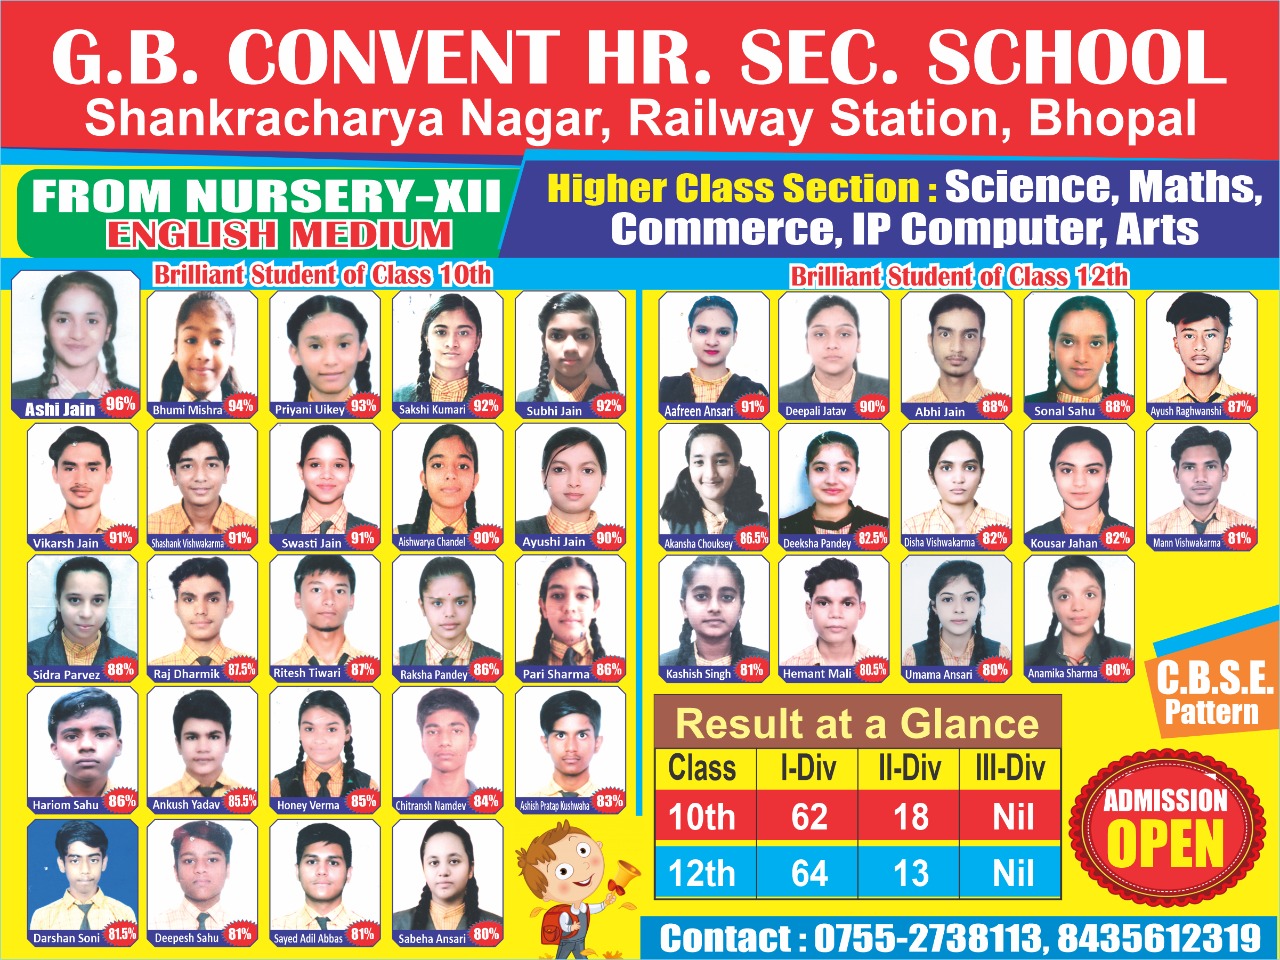 G.B. CONVENT HR. SEC. SCHOOL
Shankracharya Nagar, Railway Station, Bhopal
FROM NURSERY-XII
ENGLISH MEDIUM
Higher Class Section : Science, Maths,
Commerce, IP Computer, Arts
Brilliant Student of Class 10th
Ashi Jain 96%
Bhumi Mishra 94%
Priyani Uikey 93%
Sakshi Kumari 92%
Subhi Jain 92%
Vikarsh Jain 91%
Shashank Vishwakarma 91%
Swasti Jain 91%
Aishwarya Chandel 90%
Ayushi Jain 90%
Sidra Parvez 88%
Raj Dharmik 87.5%
Ritesh Tiwari 87%
Raksha Pandey 86%
Pari Sharma 86%
Hariom Sahu 86%
Ankush Yadav 85.5%
Honey Verma 85%
Chitransh Namdev 84%
Ashish Pratap Kushwaha 83%
Darshan Soni 81.5%
Deepesh Sahu 81%
Sayed Adil Abbas 81%
Sabeha Ansari 80%
Brilliant Student of Class 12th
Aafreen Ansari 91%
Deepali Jatav 90%
Abhi Jain 88%
Sonal Sahu 88%
Ayush Raghwanshi 87%
Akansha Chouksey 86.5%
Deeksha Pandey 82.5%
Disha Vishwakarma 82%
Kousar Jahan 82%
Mann Vishwakarma 81%
Kashish Singh 81%
Hemant Mali 80.5%
Umama Ansari 80%
Anamika Sharma 80%
C.B.S.E.
Pattern
Result at a Glance
Class I-Div II-Div III-Div
10th 62 18 Nil
12th 64 13 Nil
ADMISSION
OPEN
Contact : 0755-2738113, 8435612319